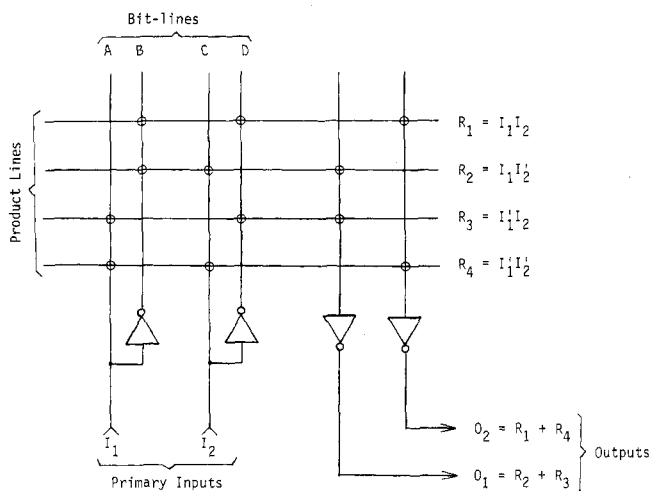 Bit-lines
A B C D
Product Lines
R₁ = I₁I₂
R₂ = I₁I₂'
R₃ = I₁'I₂
R₄ = I₁'I₂'
I₁ I₂
Primary Inputs
O₂ = R₁ + R₄
O₁ = R₂ + R₃
Outputs